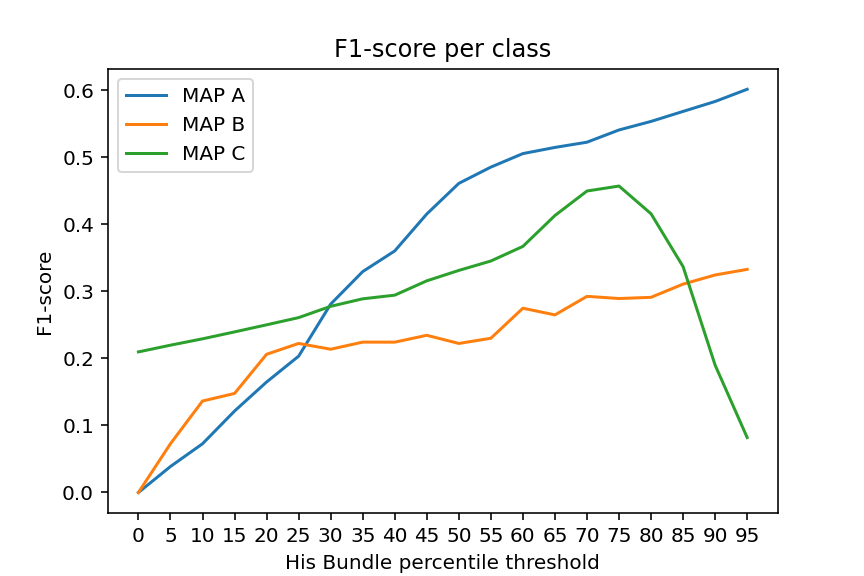 F1-score per class
MAP A
MAP B
MAP C
F1-score
0.6
0.5
0.4
0.3
0.2
0.1
0.0
0 5 10 15 20 25 30 35 40 45 50 55 60 65 70 75 80 85 90 95
His Bundle percentile threshold